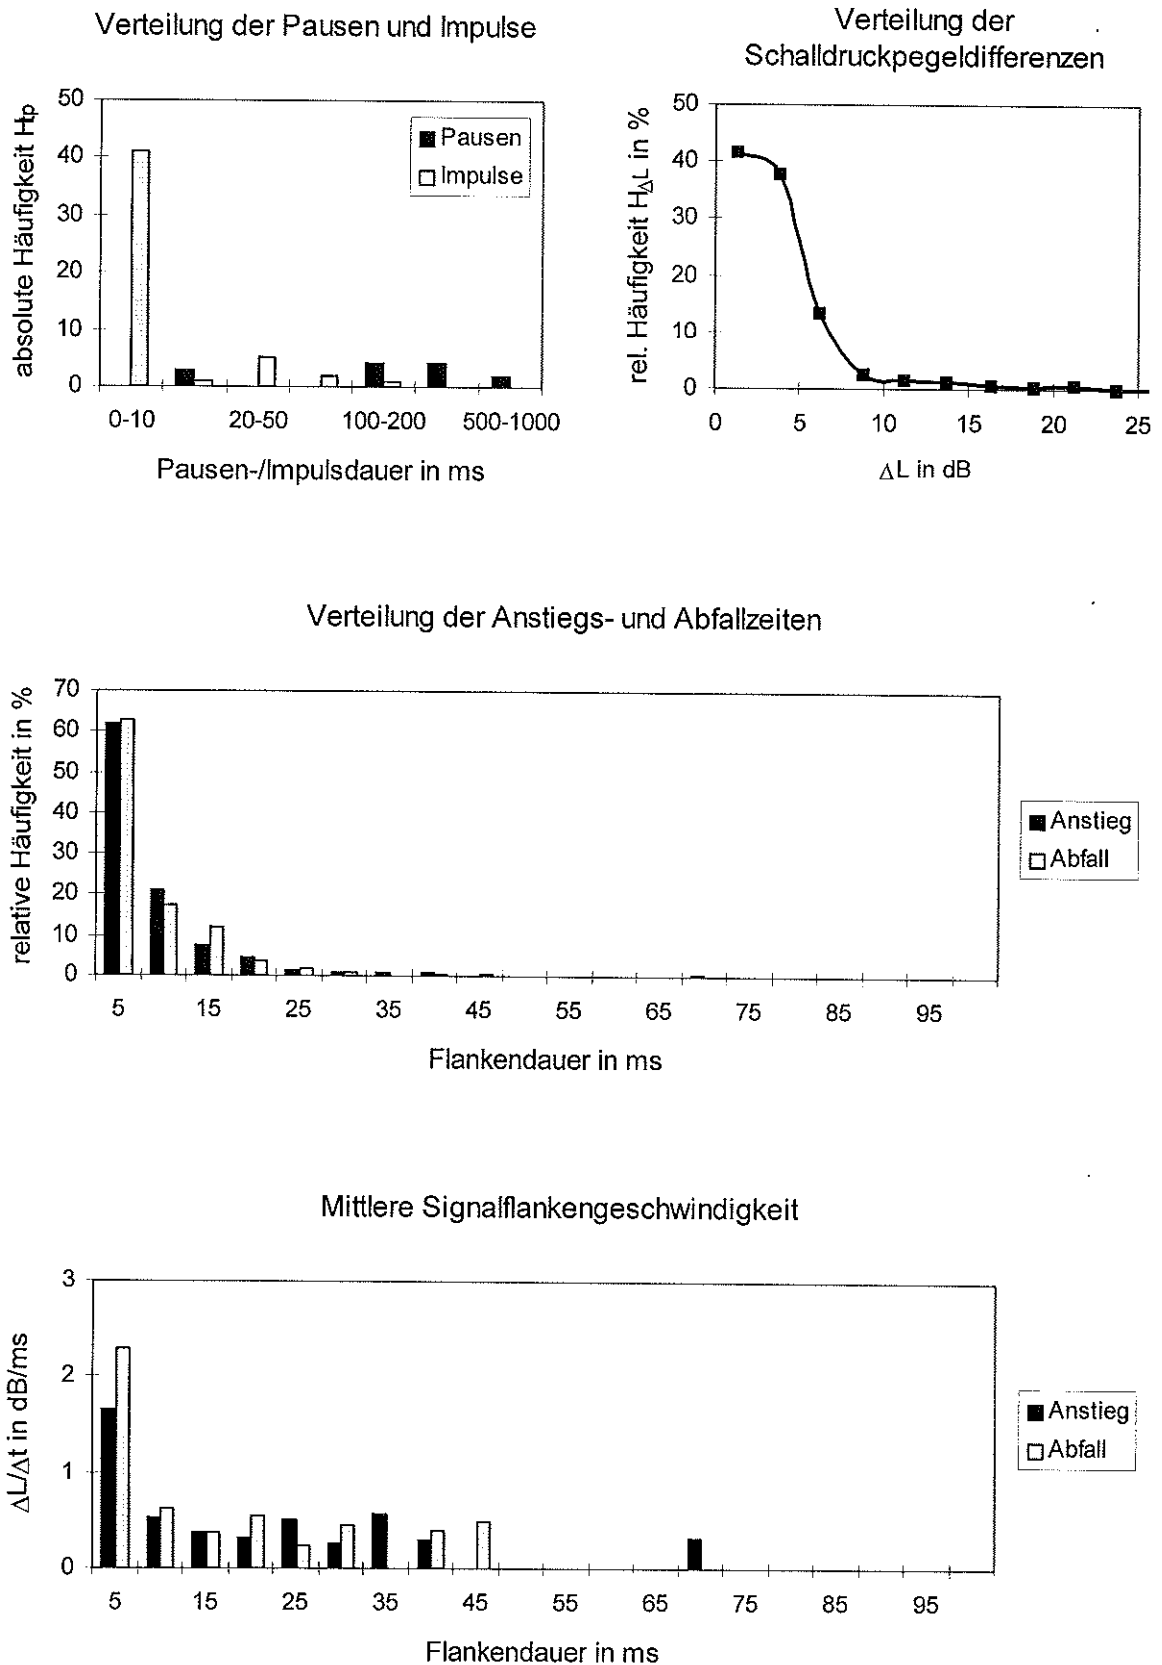 Verteilung der Pausen und Impulse
50
40
30
20
10
0
absolute Häufigkeit Htp
Pausen
Impulse
0-10 20-50 100-200 500-1000
Pausen-/Impulsdauer in ms
Verteilung der
Schalldruckpegeldifferenzen
50
40
30
20
10
0
rel. Häufigkeit HΔL in %
0 5 10 15 20 25
ΔL in dB
Verteilung der Anstiegs- und Abfallzeiten
70
60
50
40
30
20
10
0
relative Häufigkeit in %
Anstieg
Abfall
5 15 25 35 45 55 65 75 85 95
Flankendauer in ms
Mittlere Signalflankengeschwindigkeit
3
2
1
0
ΔL/Δt in dB/ms
Anstieg
Abfall
5 15 25 35 45 55 65 75 85 95
Flankendauer in ms